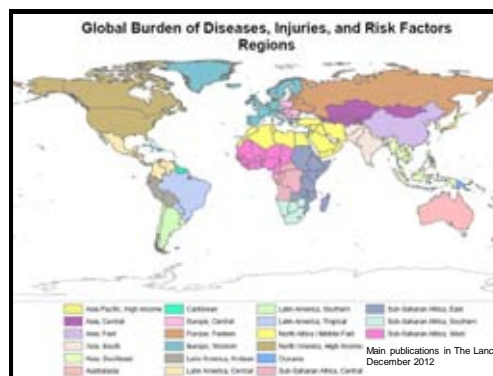 Global Burden of Diseases, Injuries, and Risk Factors
Regions
Asia Pacific, High Income
Asia, Central
Asia, East
Asia, South
Asia, Southeast
Australasia
Caribbean
Europe, Central
Europe, Eastern
Europe, Western
Latin America, Andean
Latin America, Central
Latin America, Southern
Latin America, Tropical
North Africa / Middle East
North America, High Income
Oceania
Sub-Saharan Africa, Central
Sub-Saharan Africa, East
Sub-Saharan Africa, Southern
Sub-Saharan Africa, West
Main publications in The Lanc
December 2012